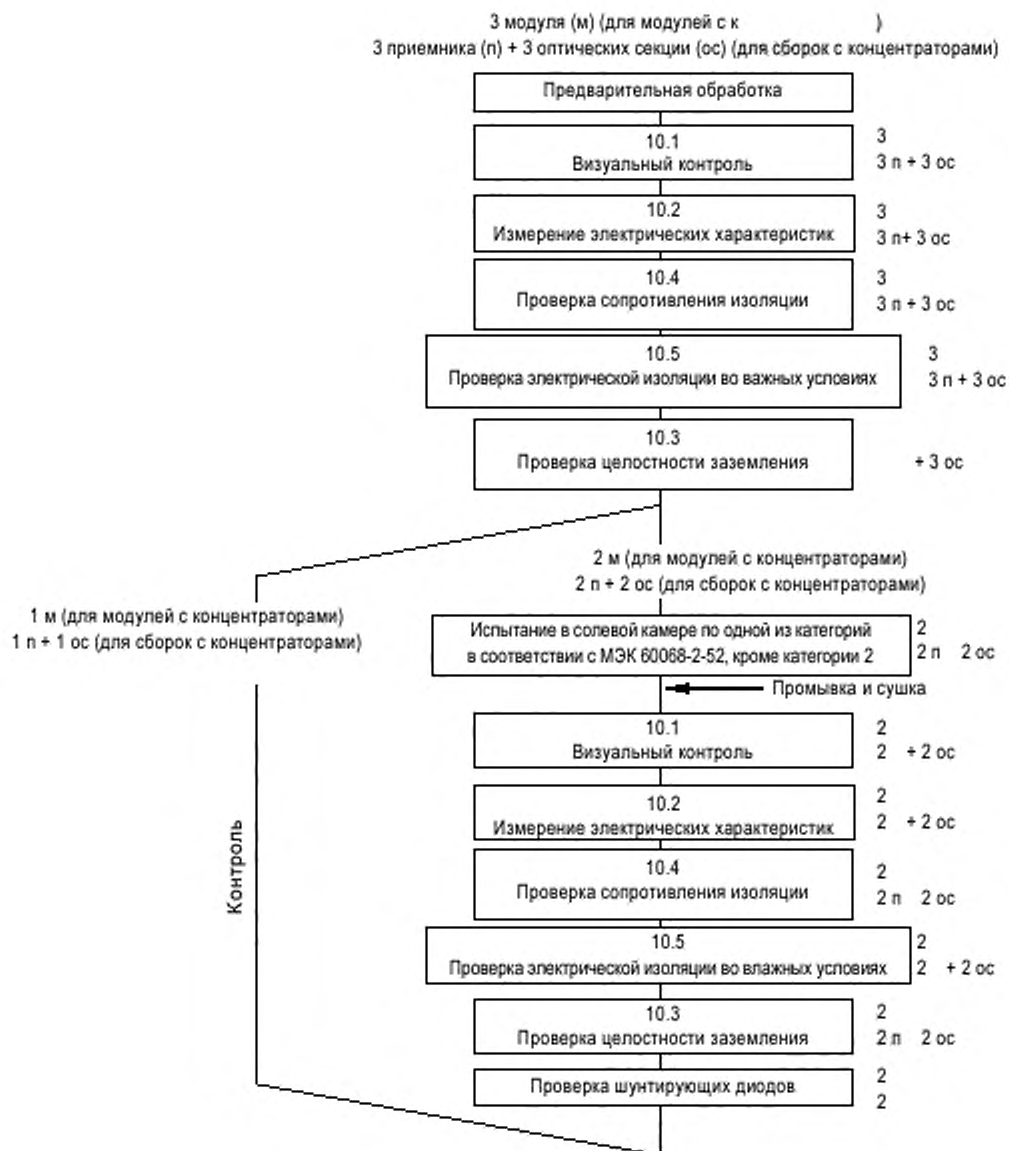 3 модуля (м) (для модулей с к )
3 приемника (п) + 3 оптических секции (ос) (для сборок с концентраторами)
Предварительная обработка
10.1
Визуальный контроль
3
3 п + 3 ос
10.2
Измерение электрических характеристик
3
3 п+ 3 ос
10.4
Проверка сопротивления изоляции
3
3 п + 3 ос
10.5
Проверка электрической изоляции во важных условиях
3
3 п + 3 ос
10.3
Проверка целостности заземления
+ 3 ос
2 м (для модулей с концентраторами)
2 п + 2 ос (для сборок с концентраторами)
1 м (для модулей с концентраторами)
1 п + 1 ос (для сборок с концентраторами)
Испытание в солевой камере по одной из категорий
в соответствии с МЭК 60068-2-52, кроме категории 2
2
2 п 2 ос
Промывка и сушка
10.1
Визуальный контроль
2
2 + 2 ос
10.2
Измерение электрических характеристик
2
2 + 2 ос
10.4
Проверка сопротивления изоляции
2
2 п 2 ос
10.5
Проверка электрической изоляции во влажных условиях
2
2 + 2 ос
10.3
Проверка целостности заземления
2
2 п 2 ос
Проверка шунтирующих диодов
2
2
Контроль